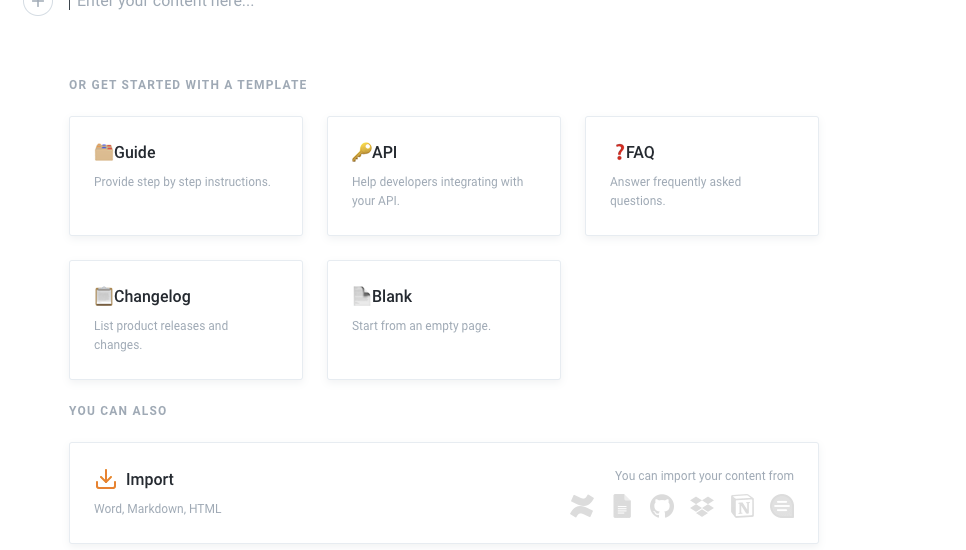 Enter your content here...
OR GET STARTED WITH A TEMPLATE
Guide
Provide step by step instructions.
API
Help developers integrating with
your API.
FAQ
Answer frequently asked
questions.
Changelog
List product releases and
changes.
Blank
Start from an empty page.
YOU CAN ALSO
Import
Word, Markdown, HTML
You can import your content from